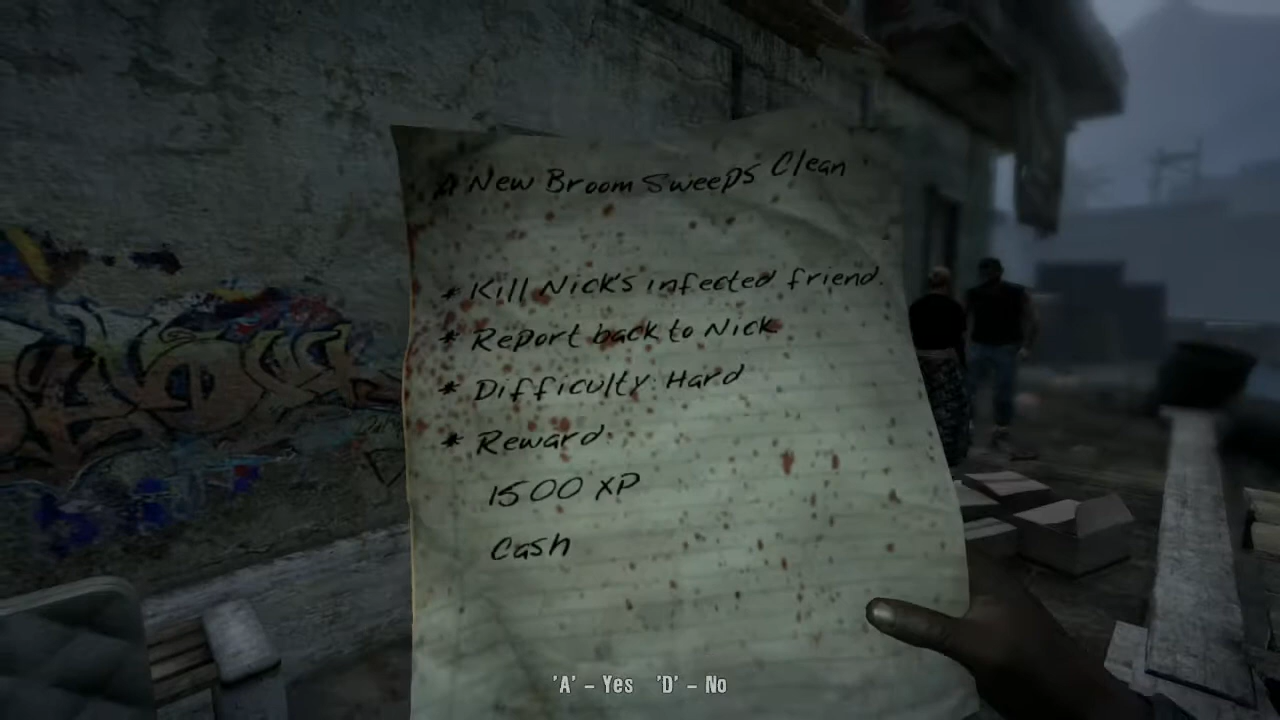 A New Broom Sweeps Clean
* Kill Nick's infected friend.
* Report back to Nick
* Difficulty: Hard
* Reward:
1500 XP
Cash
'A' - Yes 'D' - No